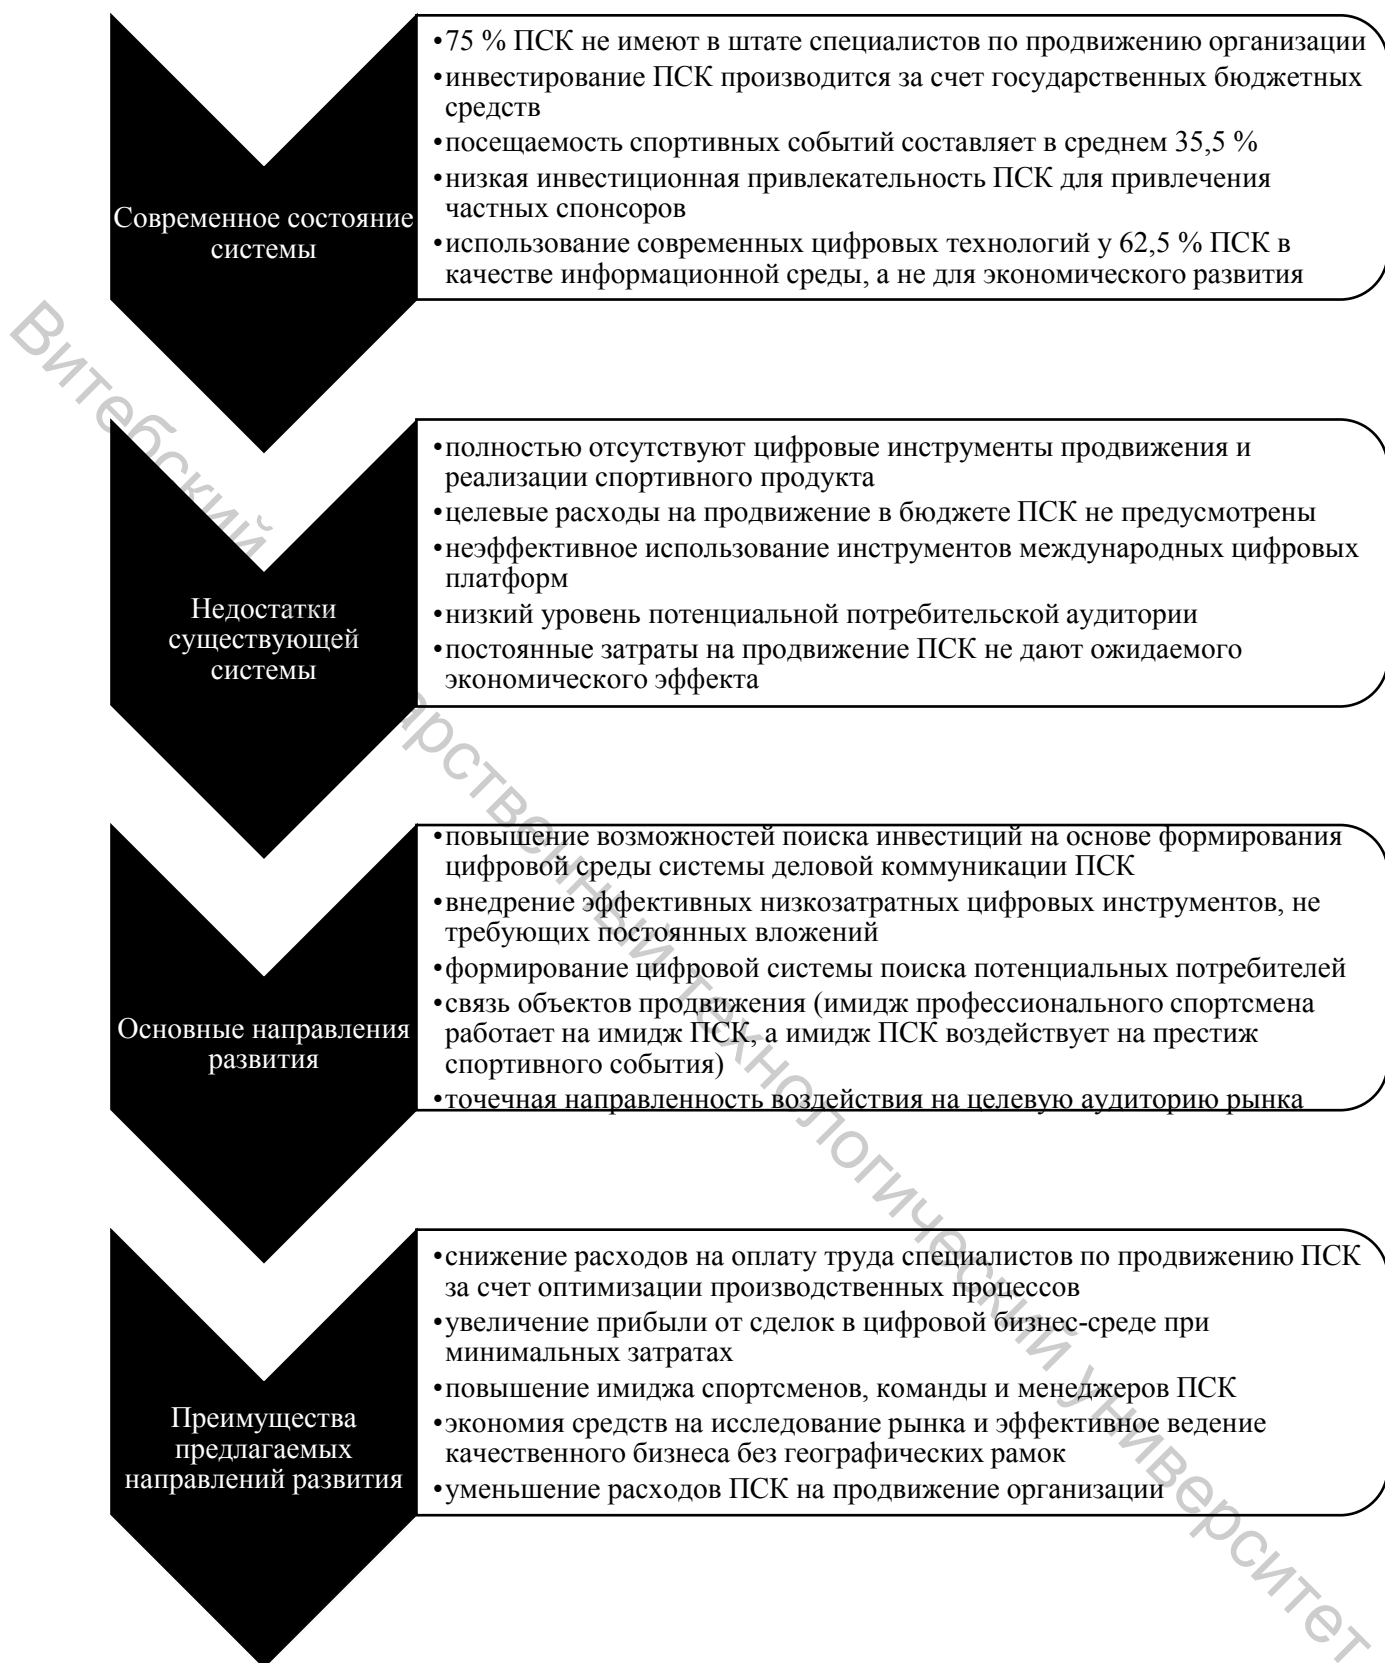 Современное состояние
системы
•75 % ПСК не имеют в штате специалистов по продвижению организации
•инвестирование ПСК производится за счет государственных бюджетных
средств
•посещаемость спортивных событий составляет в среднем 35,5 %
•низкая инвестиционная привлекательность ПСК для привлечения
частных спонсоров
•использование современных цифровых технологий у 62,5 % ПСК в
качестве информационной среды, а не для экономического развития
Недостатки
существующей
системы
•полностью отсутствуют цифровые инструменты продвижения и
реализации спортивного продукта
•целевые расходы на продвижение в бюджете ПСК не предусмотрены
•неэффективное использование инструментов международных цифровых
платформ
•низкий уровень потенциальной потребительской аудитории
•постоянные затраты на продвижение ПСК не дают ожидаемого
экономического эффекта
Основные направления
развития
•повышение возможностей поиска инвестиций на основе формирования
цифровой среды системы деловой коммуникации ПСК
•внедрение эффективных низкозатратных цифровых инструментов, не
требующих постоянных вложений
•формирование цифровой системы поиска потенциальных потребителей
•связь объектов продвижения (имидж профессионального спортсмена
работает на имидж ПСК, а имидж ПСК воздействует на престиж
спортивного события)
•точечная направленность воздействия на целевую аудиторию рынка
Преимущества
предлагаемых
направлений развития
•снижение расходов на оплату труда специалистов по продвижению ПСК
за счет оптимизации производственных процессов
•увеличение прибыли от сделок в цифровой бизнес-среде при
минимальных затратах
•повышение имиджа спортсменов, команды и менеджеров ПСК
•экономия средств на исследование рынка и эффективное ведение
качественного бизнеса без географических рамок
•уменьшение расходов ПСК на продвижение организации
Витебский арственный технологический университет